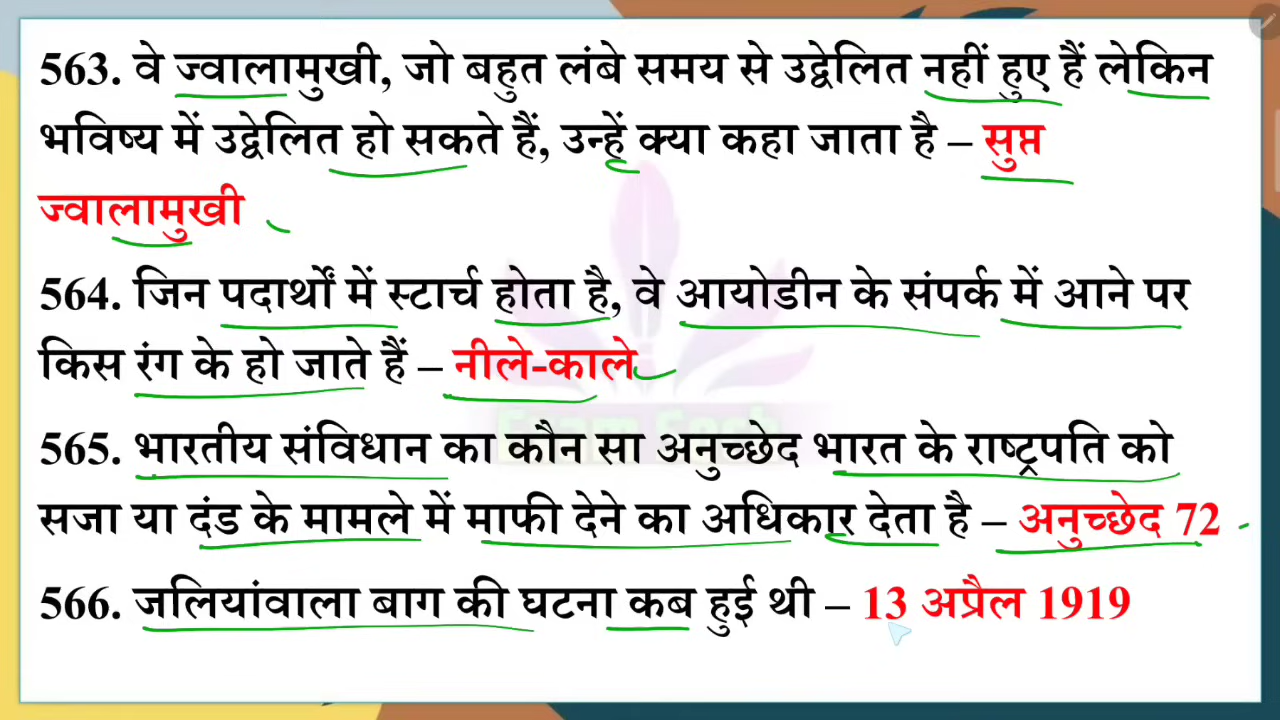 563. वे ज्वालामुखी, जो बहुत लंबे समय से उद्वेलित नहीं हुए हैं लेकिन
भविष्य में उद्वेलित हो सकते हैं, उन्हें क्या कहा जाता है – सुप्त
ज्वालामुखी
564. जिन पदार्थों में स्टार्च होता है, वे आयोडीन के संपर्क में आने पर
किस रंग के हो जाते हैं – नीले-काले
565. भारतीय संविधान का कौन सा अनुच्छेद भारत के राष्ट्रपति को
सजा या दंड के मामले में माफी देने का अधिकार देता है – अनुच्छेद 72
566. जलियांवाला बाग की घटना कब हुई थी – 13 अप्रैल 1919